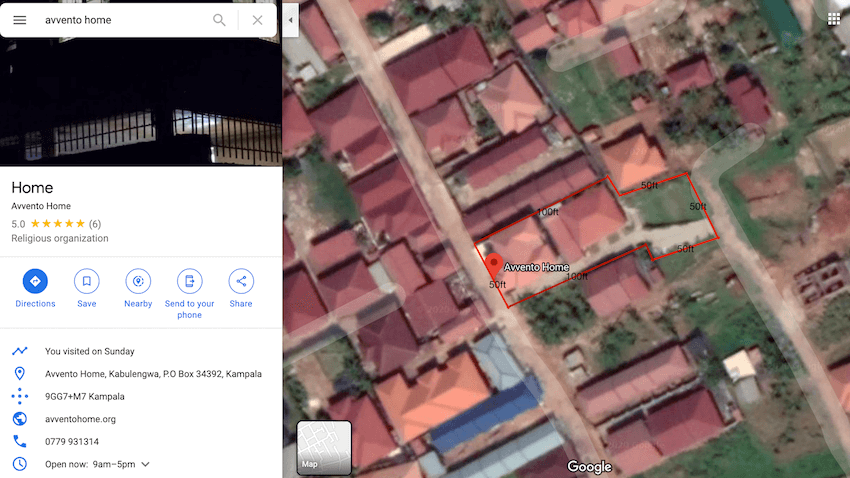 avvento home
Home
Avvento Home
5.0 (6)
Religious organization
Directions
Save
Nearby
Send to your
phone
Share
You visited on Sunday
Avvento Home, Kabulengwa, P.O Box 34392, Kampala
9GG7+M7 Kampala
avventohome.org
0779 931314
Open now: 9am–5pm
100ft
50ft
50ft
50ft
100ft
50ft
Avvento Home
Map
Google